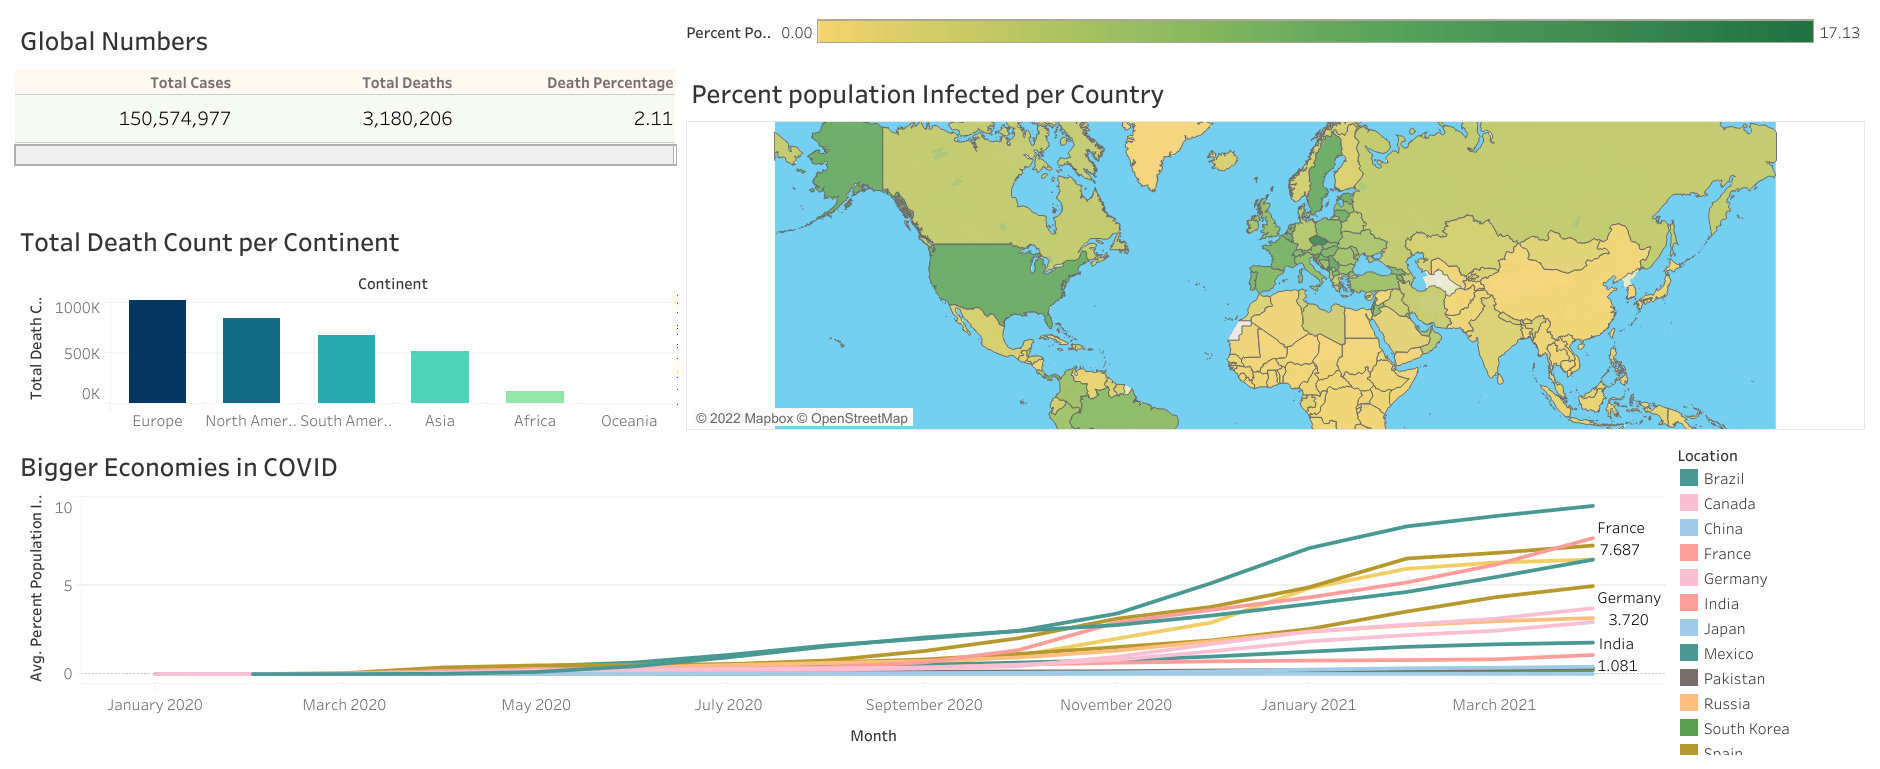 Global Numbers
Total Cases Total Deaths Death Percentage
150,574,977 3,180,206 2.11
Percent Po.. 0.00 17.13
Percent population Infected per Country
© 2022 Mapbox © OpenStreetMap
Total Death Count per Continent
Continent
Total Death C..
1000K
500K
0K
Europe North Amer.. South Amer.. Asia Africa Oceania
Bigger Economies in COVID
Avg. Percent Population I..
10
5
0
France
7.687
Germany
3.720
India
1.081
January 2020 March 2020 May 2020 July 2020 September 2020 November 2020 January 2021 March 2021
Month
Location
Brazil
Canada
China
France
Germany
India
Japan
Mexico
Pakistan
Russia
South Korea
Spain